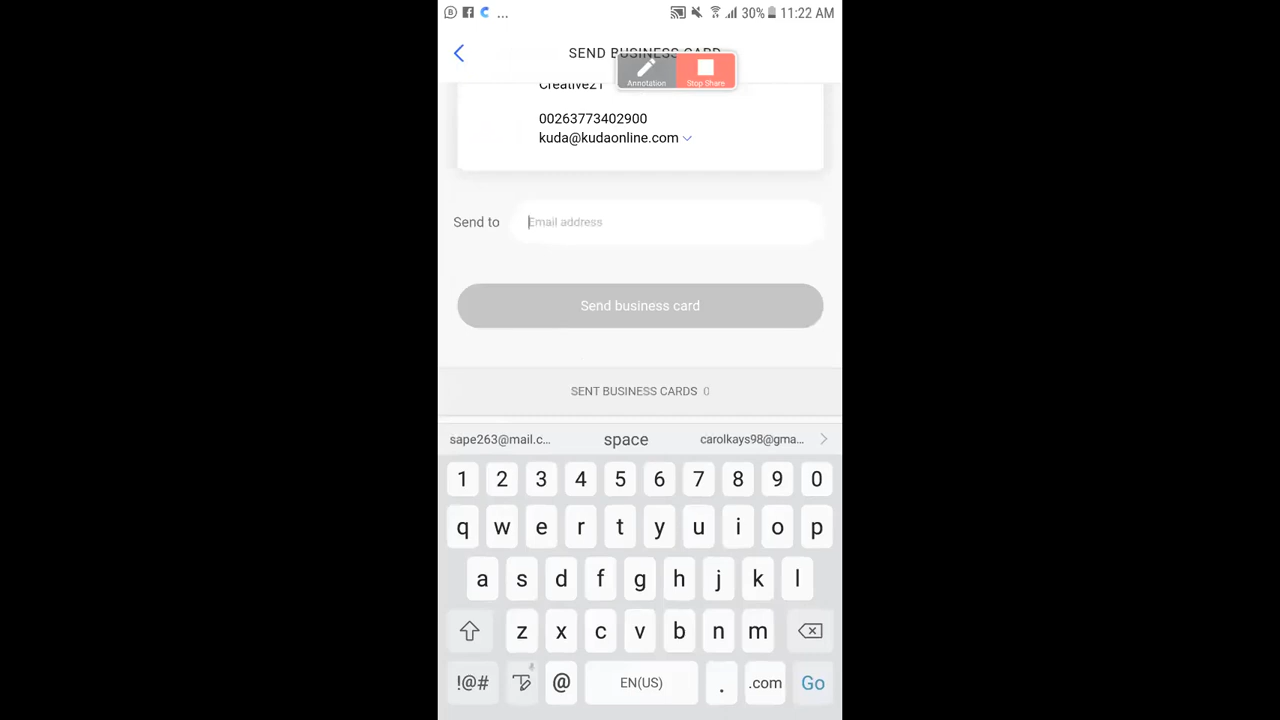 ... 30% 11:22 AM
SEND BUSINESS CARD
Annotation Stop Share
Creative21
00263773402900
kuda@kudaonline.com
Send to Email address
Send business card
SENT BUSINESS CARDS 0
sape263@mail.c... space carolkays98@gma...
1 2 3 4 5 6 7 8 9 0
q w e r t y u i o p
a s d f g h j k l
z x c v b n m
!@# @ EN(US) . .com Go